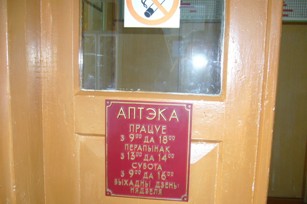 АПТЭКА
ПРАЦУЕ
З 9⁰⁰ ДА 18⁰⁰
ПЕРАПЫНАК
З 13⁰⁰ ДА 14⁰⁰
СУБОТА
З 9⁰⁰ ДА 16⁰⁰
ВЫХАДНЫ ДЗЕНЬ-
НЯДЗЕЛЯ